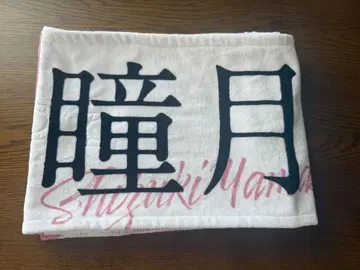 瞳月
Shizuki Yama